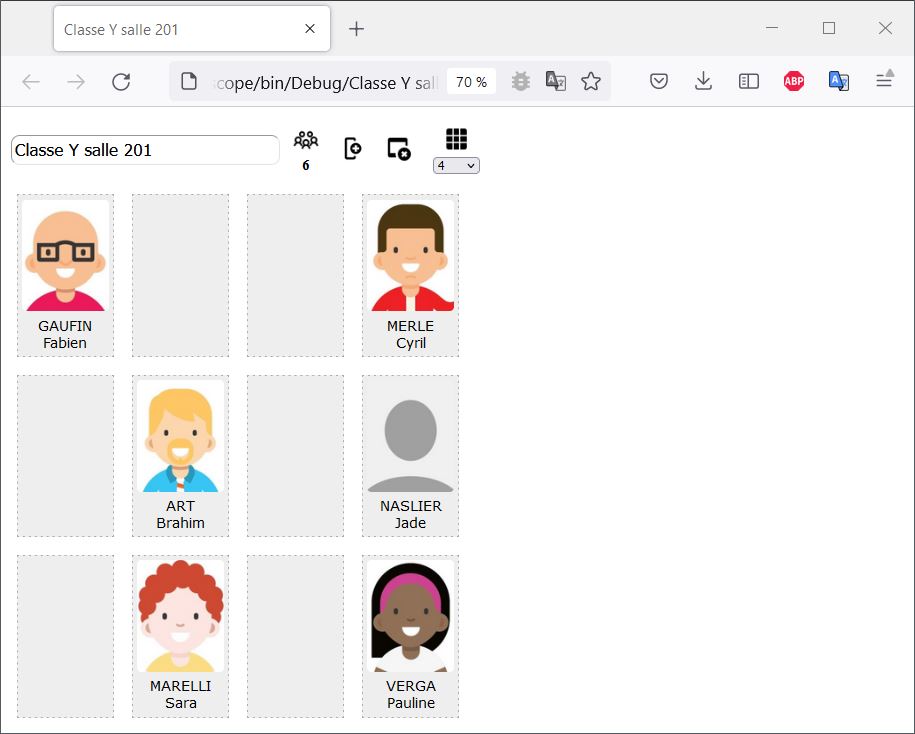 Classe Y salle 201
scope/bin/Debug/Classe Y sal
70 %
ABP
Classe Y salle 201
6
4
GAUFIN
Fabien
MERLE
Cyril
ART
Brahim
NASLIER
Jade
MARELLI
Sara
VERGA
Pauline